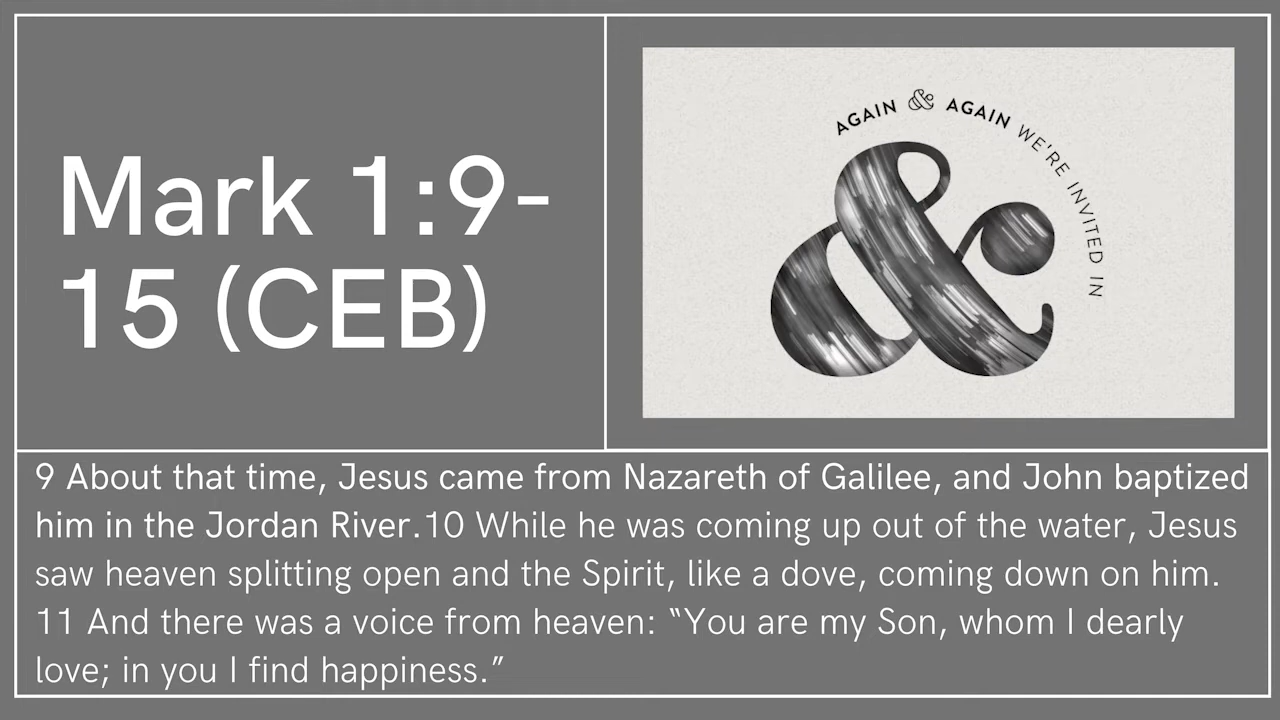 Mark 1:9-
15 (CEB)
AGAIN & AGAIN WE'RE INVITED IN
&
9 About that time, Jesus came from Nazareth of Galilee, and John baptized
him in the Jordan River.10 While he was coming up out of the water, Jesus
saw heaven splitting open and the Spirit, like a dove, coming down on him.
11 And there was a voice from heaven: “You are my Son, whom I dearly
love; in you I find happiness.”